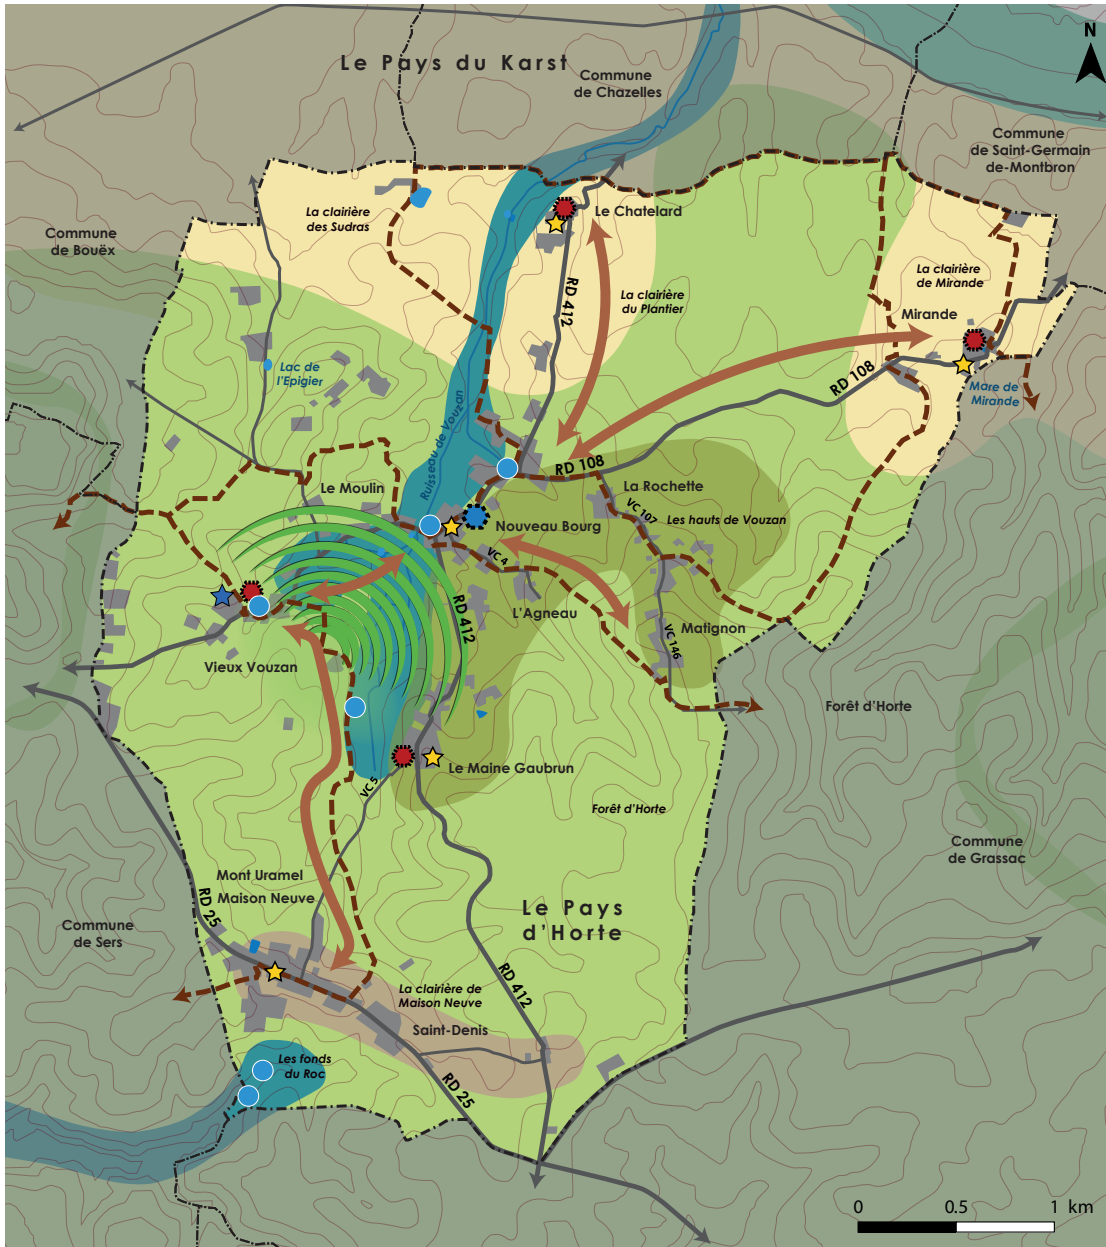 N
Le Pays du Karst
Commune
de Chazelles
Commune
de Saint-Germain
de-Montbron
La clairière
des Sudras
Le Chatelard
Commune
de Bouëx
La clairière
de Mirande
RD 412
La clairière
du Plantier
Mirande
Lac de
l'Epigier
RD 108
Mare de
Mirande
Ruisseau de Vouzan
RD 108
Le Moulin
La Rochette
VC 107
Les hauts de Vouzan
Nouveau Bourg
VC 4
L'Agneau
RD 412
Matignon
VC 146
Vieux Vouzan
Forêt d'Horte
Le Maine Gaubrun
VC 5
Forêt d'Horte
Commune
de Grassac
Mont Uramel
Maison Neuve
RD 25
Le Pays
d'Horte
Commune
de Sers
RD 412
La clairière de
Maison Neuve
Saint-Denis
Les fonds
du Roc
RD 25
0 0.5 1 km